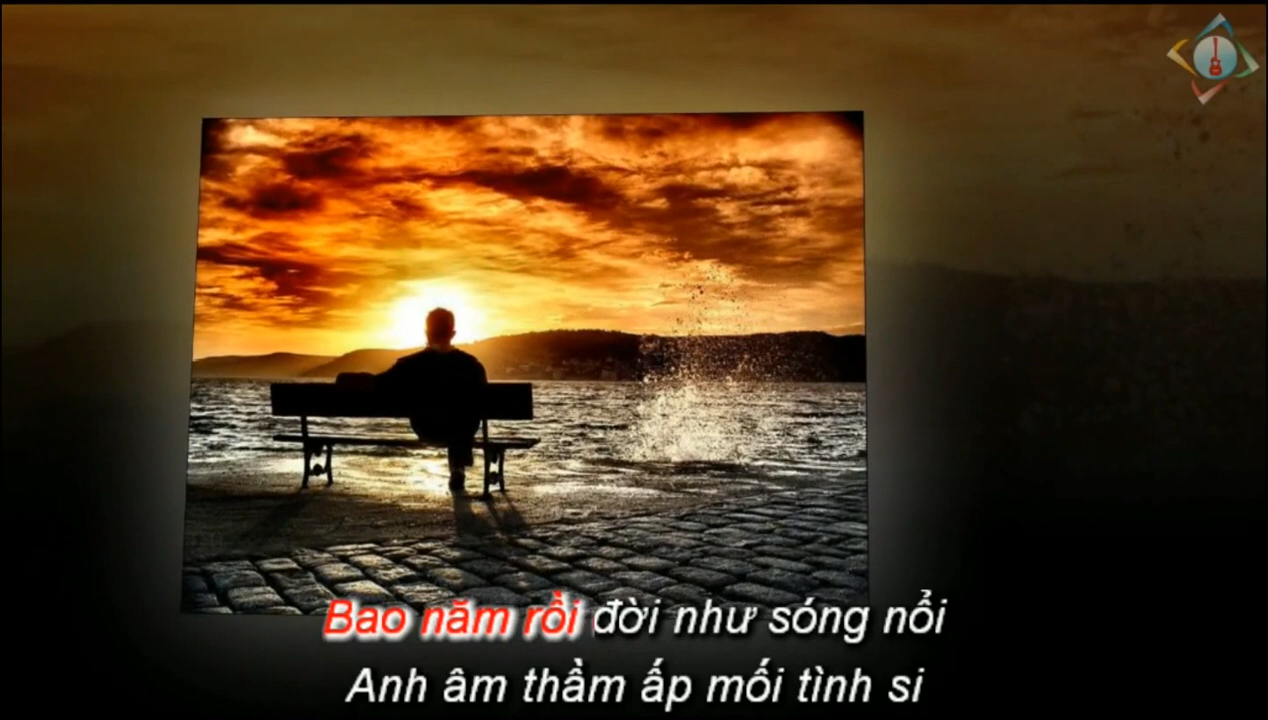 Bao năm rồi đời như sóng nổi
Anh âm thầm ấp mối tình si